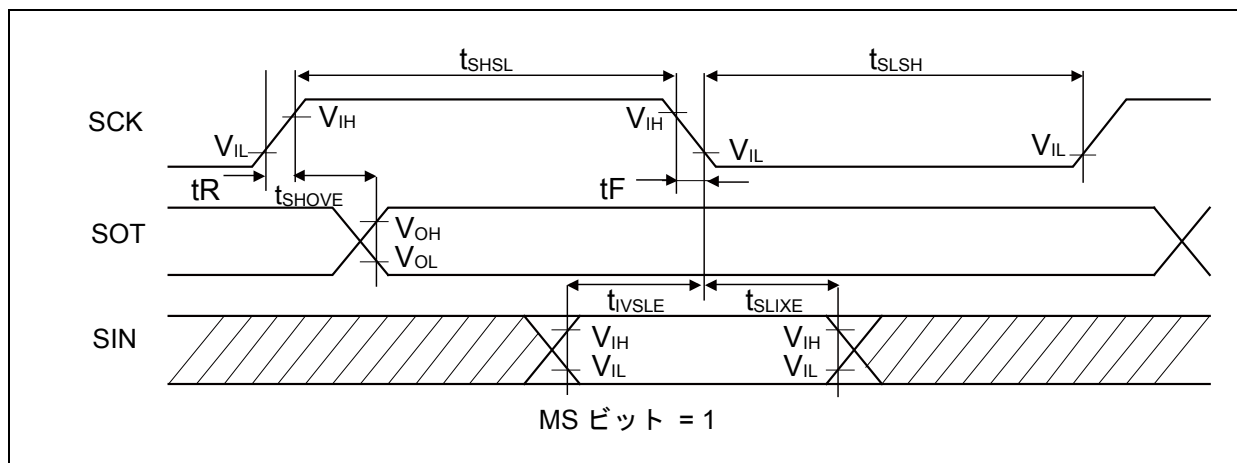 tSHSL
tSLSH
SCK
VIH
VIH
VIL
VIL
VIL
tR
tSHOVE
tF
SOT
VOH
VOL
tIVSLE
tSLIXE
SIN
VIH
VIH
VIL
VIL
MS ビット = 1